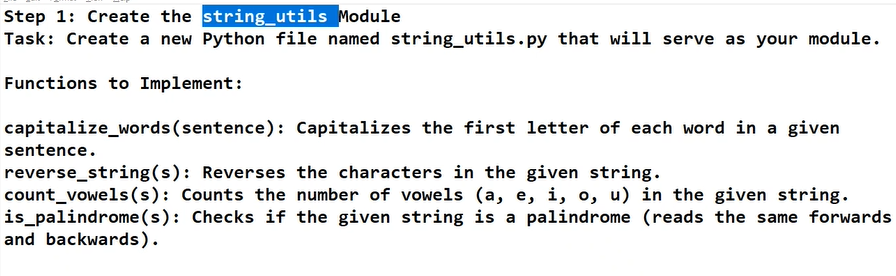 Step 1: Create the string_utils Module
Task: Create a new Python file named string_utils.py that will serve as your module.
Functions to Implement:
capitalize_words(sentence): Capitalizes the first letter of each word in a given
sentence.
reverse_string(s): Reverses the characters in the given string.
count_vowels(s): Counts the number of vowels (a, e, i, o, u) in the given string.
is_palindrome(s): Checks if the given string is a palindrome (reads the same forwards
and backwards).